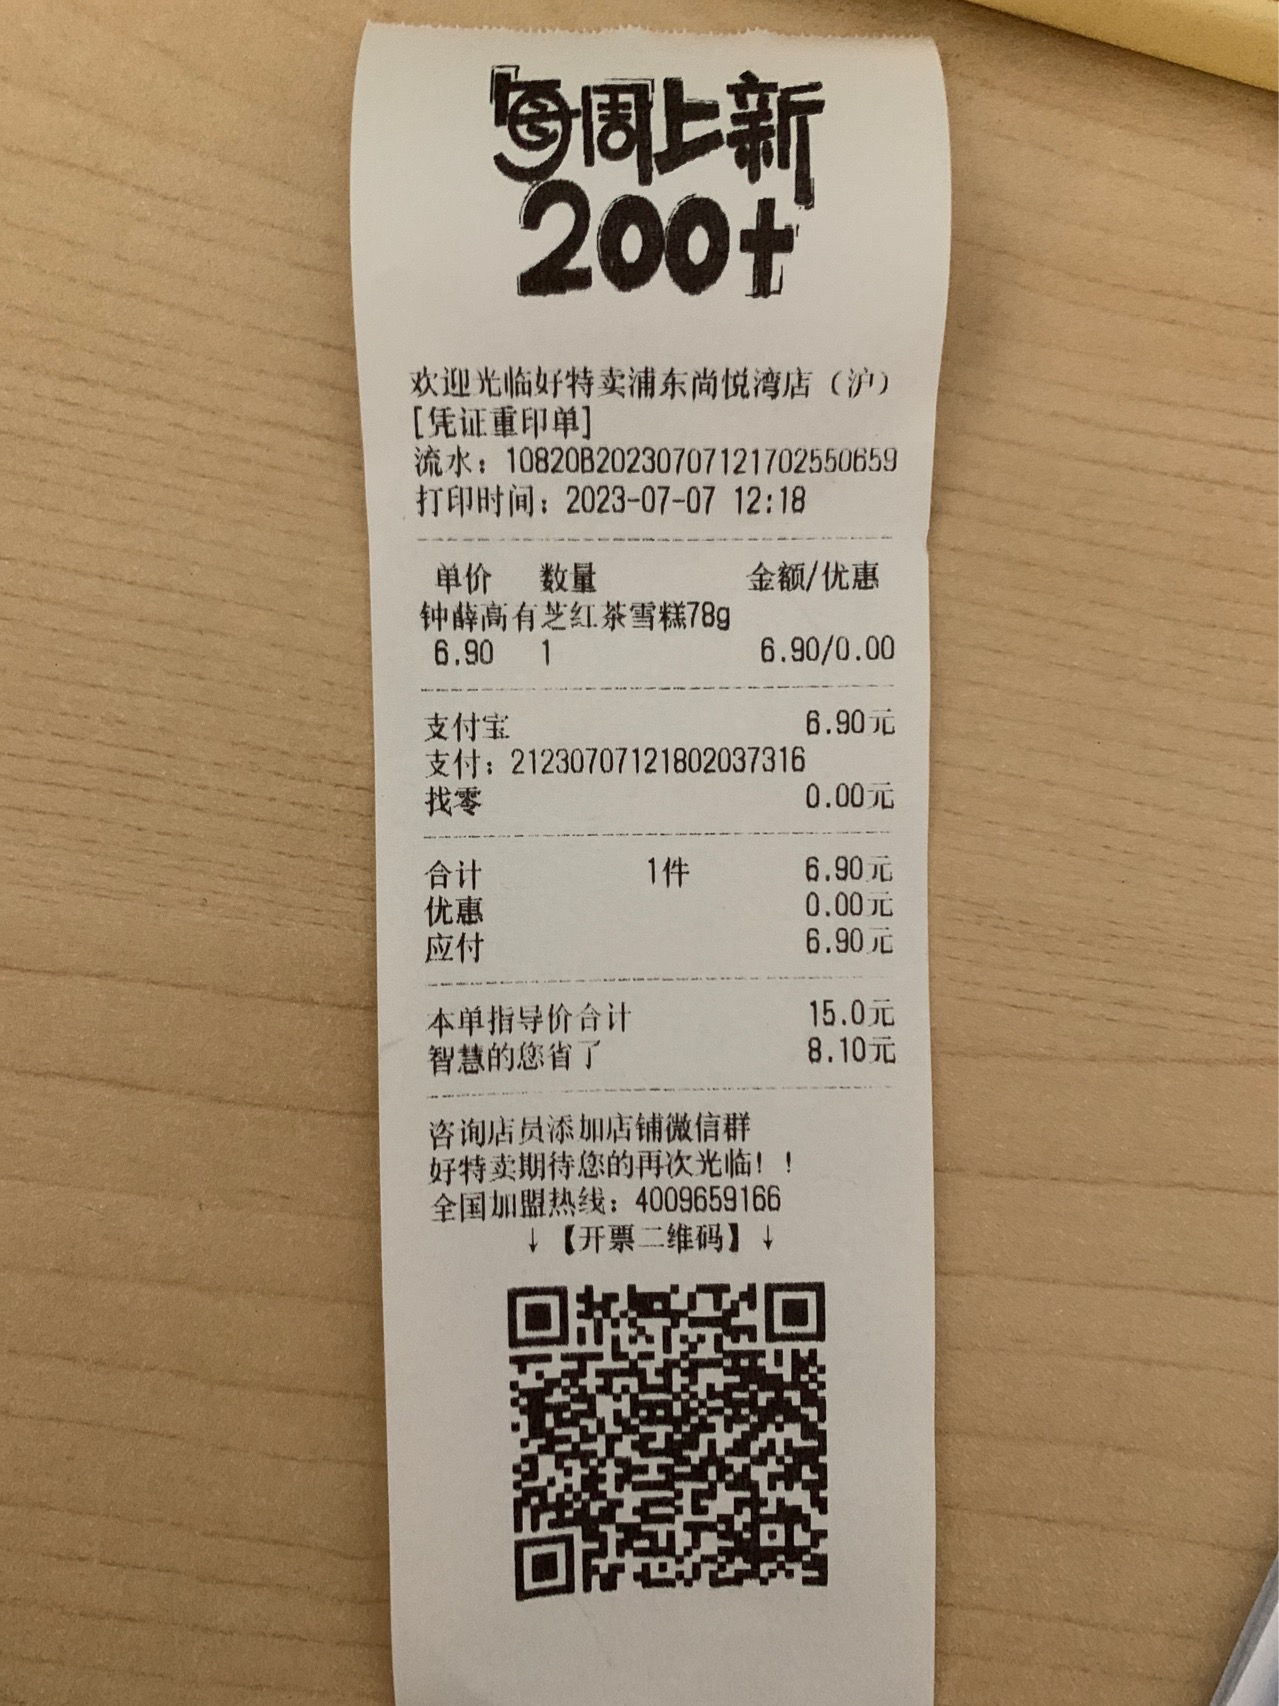 每周上新
200+
欢迎光临好特卖浦东尚悦湾店（沪）
[凭证重印单]
流水：10820B20230707121702550659
打印时间：2023-07-07 12:18
单价 数量 金额/优惠
钟薛高有芝红茶雪糕78g
6.90 1 6.90/0.00
支付宝 6.90元
支付：21230707121802037316
找零 0.00元
合计 1件 6.90元
优惠 0.00元
应付 6.90元
本单指导价合计 15.0元
智慧的您省了 8.10元
咨询店员添加店铺微信群
好特卖期待您的再次光临！！
全国加盟热线：4009659166
↓【开票二维码】↓